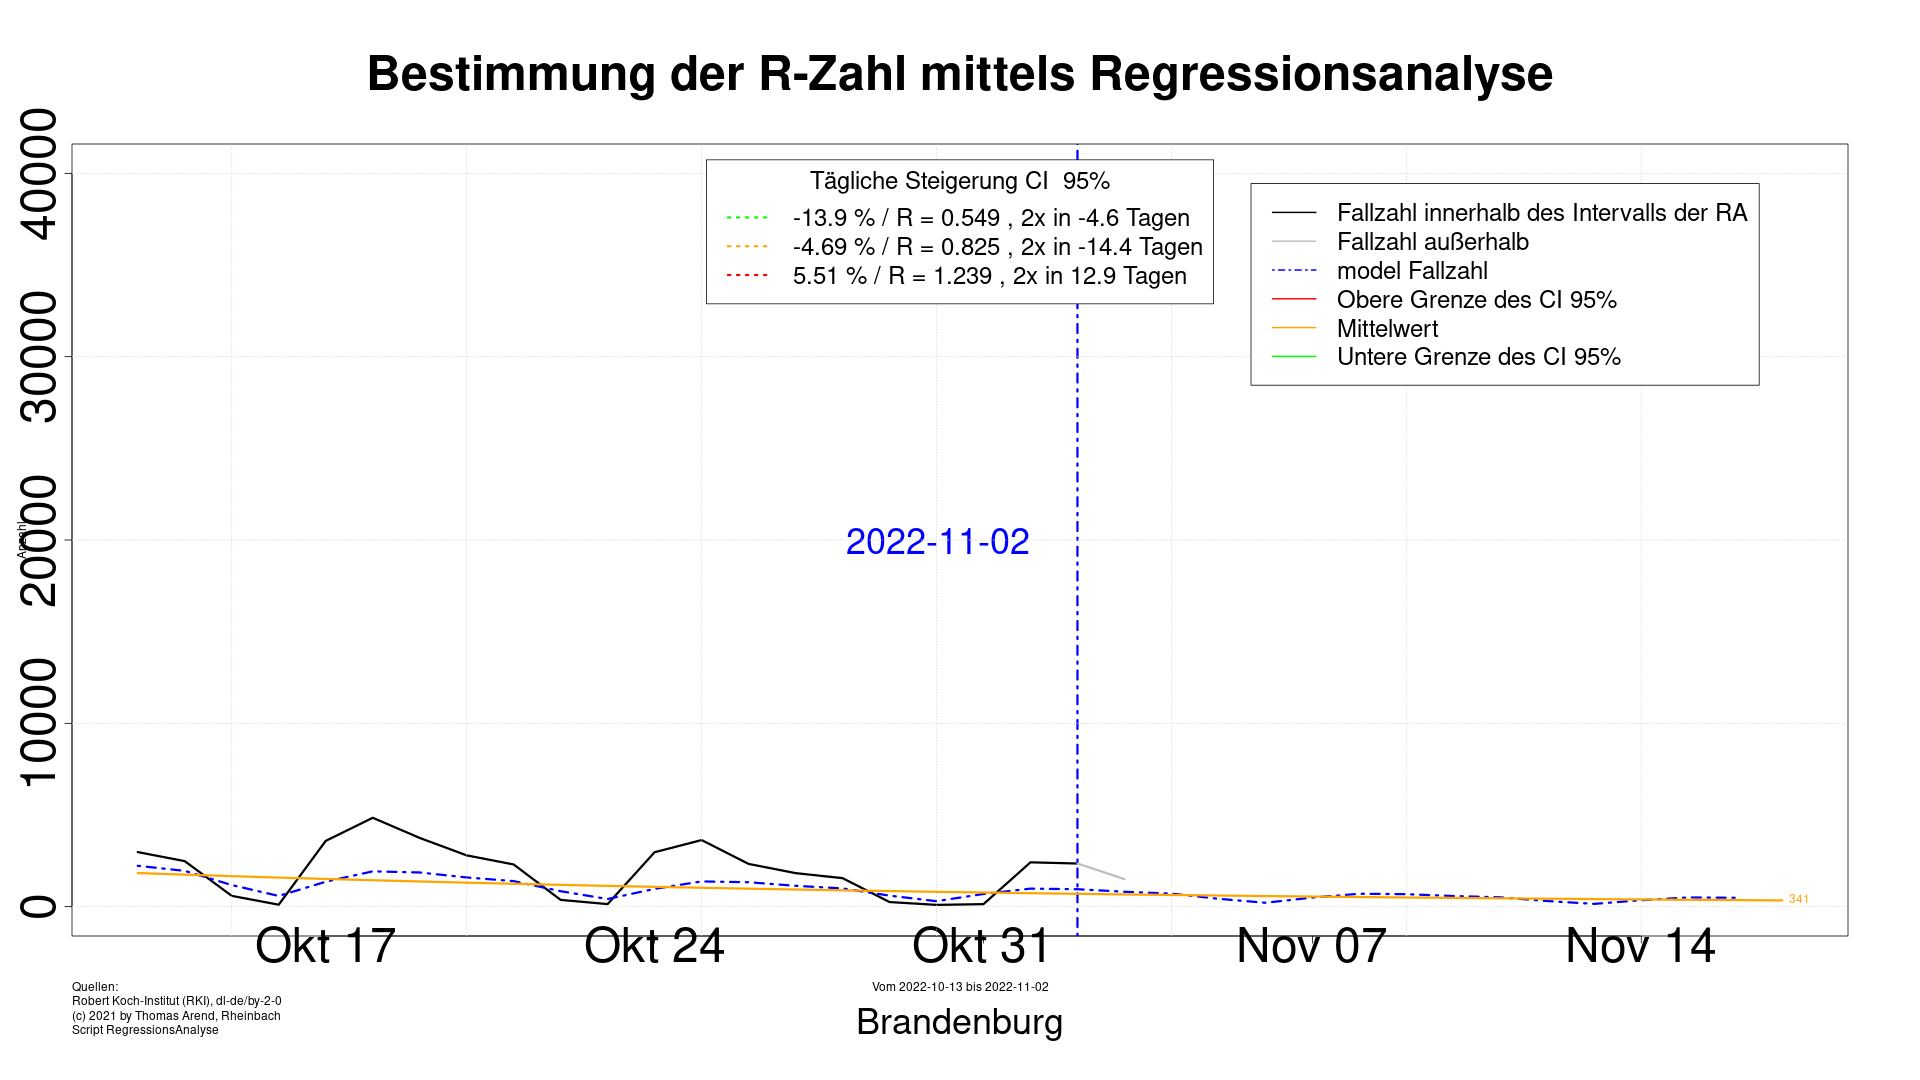 Bestimmung der R-Zahl mittels Regressionsanalyse
40000
30000
20000
10000
0
Anzahl
Tägliche Steigerung CI  95%
-13.9 % / R = 0.549 , 2x in -4.6 Tagen
-4.69 % / R = 0.825 , 2x in -14.4 Tagen
5.51 % / R = 1.239 , 2x in 12.9 Tagen
Fallzahl innerhalb des Intervalls der RA
Fallzahl außerhalb
model Fallzahl
Obere Grenze des CI 95%
Mittelwert
Untere Grenze des CI 95%
2022-11-02
341
Okt 17
Okt 24
Okt 31
Nov 07
Nov 14
Quellen:
Robert Koch-Institut (RKI), dl-de/by-2-0
(c) 2021 by Thomas Arend, Rheinbach
Script RegressionsAnalyse
Vom 2022-10-13 bis 2022-11-02
Brandenburg